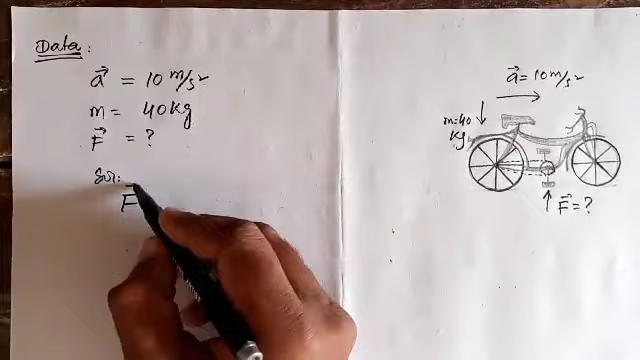 Data:
a⃗ = 10 m/s²
m = 40 kg
F⃗ = ?
Sol:
F
a⃗ = 10 m/s²
m=40
kg
F⃗ = ?